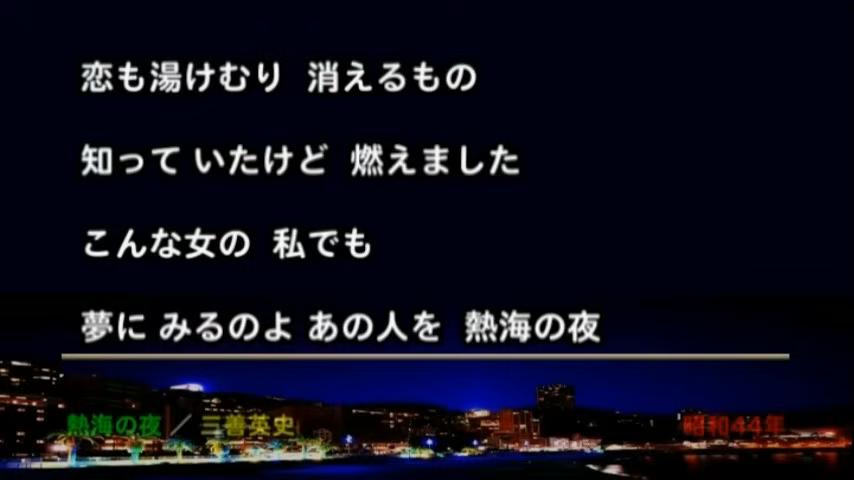 恋も湯けむり 消えるもの
知って いたけど 燃えました
こんな女の 私でも
夢に みるのよ あの人を 熱海の夜
熱海の夜 ／ 三善英史 昭和44年